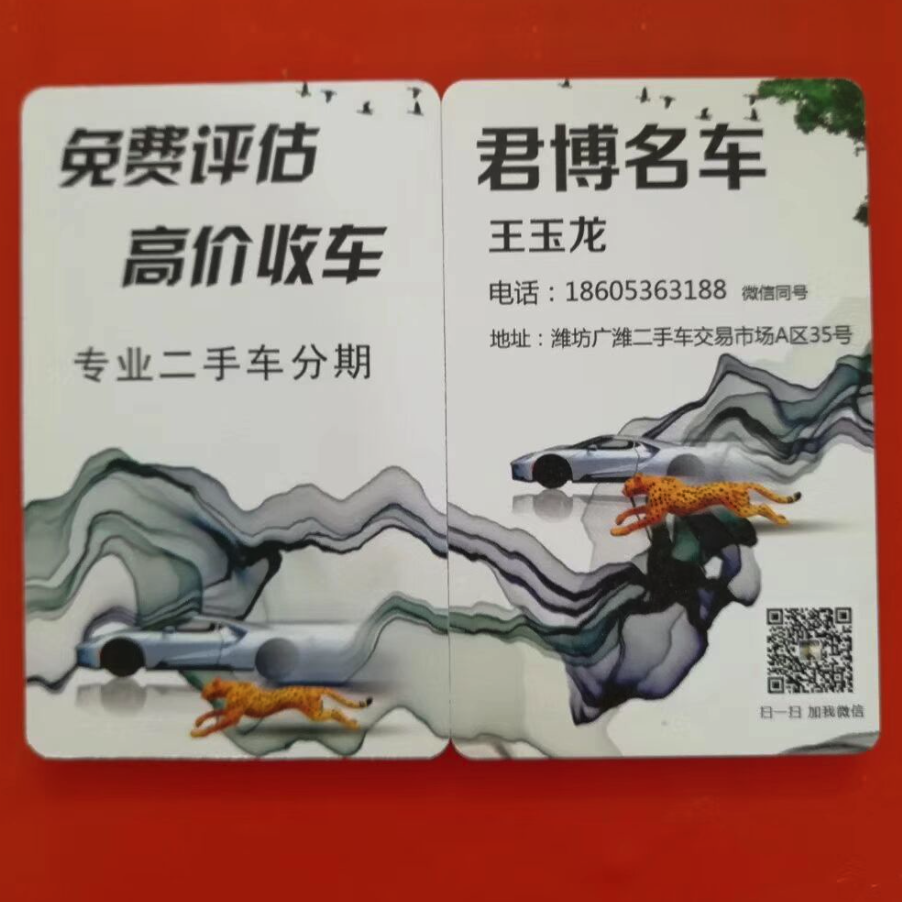 免费评估
高价收车
专业二手车分期
君博名车
王玉龙
电话：18605363188 微信同号
地址：潍坊广潍二手车交易市场A区35号
扫一扫 加我微信